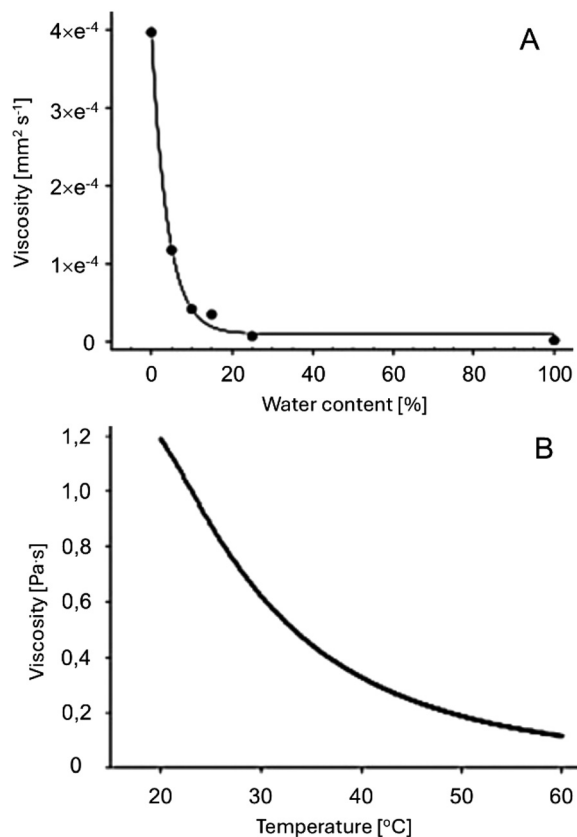 A
Viscosity [mm² s⁻¹]
4×e⁻⁴
3×e⁻⁴
2×e⁻⁴
1×e⁻⁴
0
0 20 40 60 80 100
Water content [%]
B
Viscosity [Pa·s]
1,2
1,0
0,8
0,6
0,4
0,2
0
20 30 40 50 60
Temperature [°C]